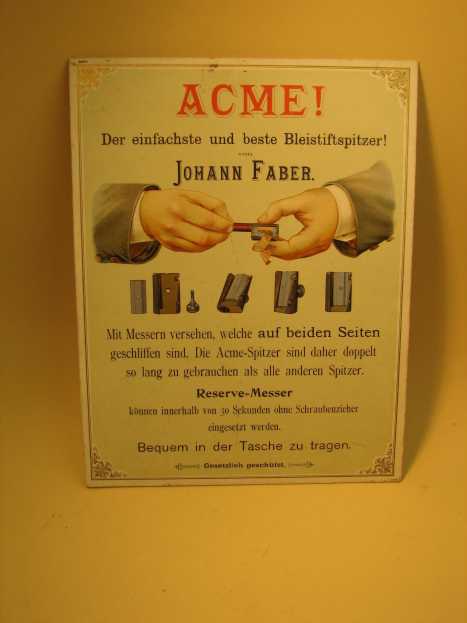 ACME!
Der einfachste und beste Bleistiftspitzer!
von
JOHANN FABER.
Mit Messern versehen, welche auf beiden Seiten
geschliffen sind. Die Acme-Spitzer sind daher doppelt
so lang zu gebrauchen als alle anderen Spitzer.
Reserve-Messer
können innerhalb von 30 Sekunden ohne Schraubenzieher
eingesetzt werden.
Bequem in der Tasche zu tragen.
Gesetzlich geschützt.